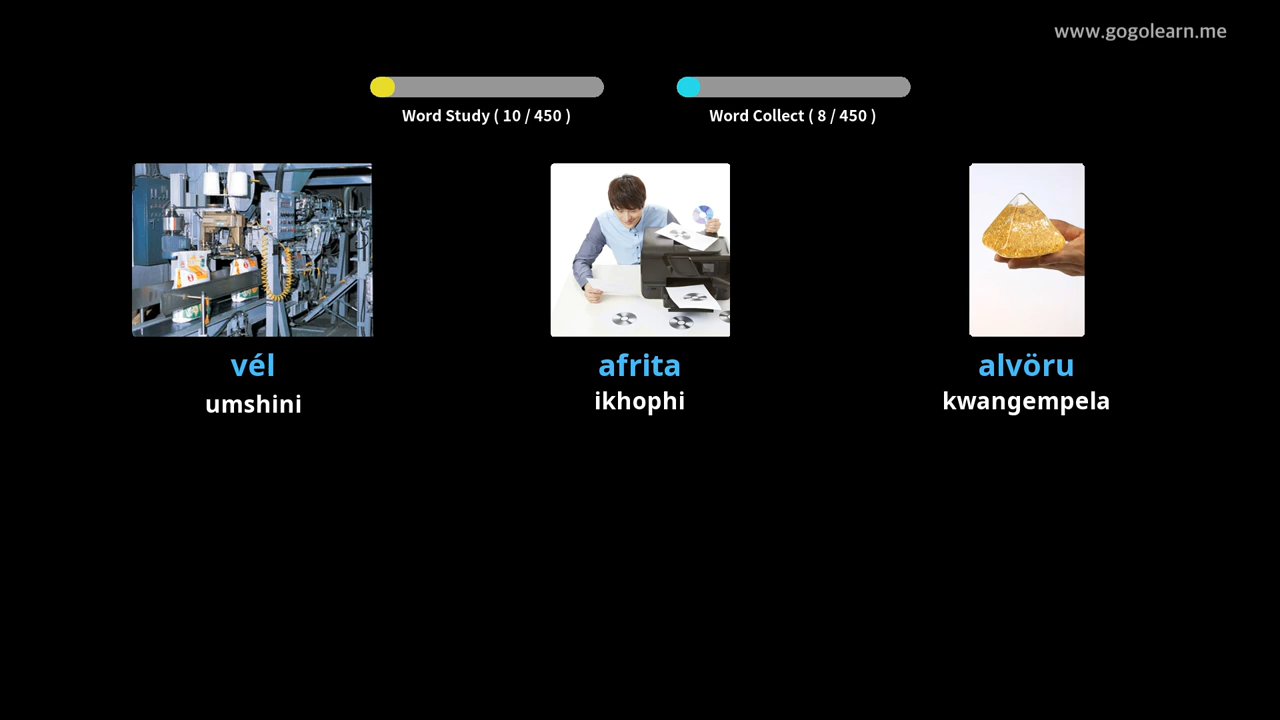 www.gogolearn.me
Word Study ( 10 / 450 )
Word Collect ( 8 / 450 )
vél
umshini
afrita
ikhophi
alvöru
kwangempela